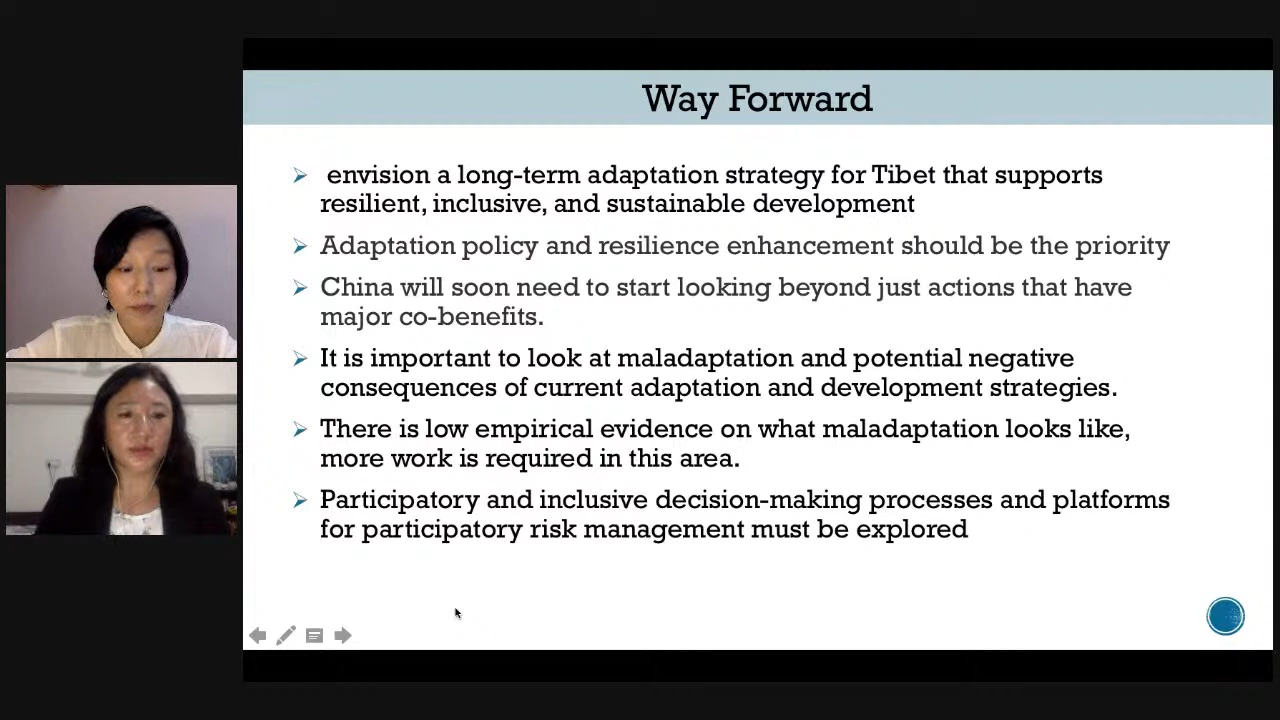 Way Forward
envision a long-term adaptation strategy for Tibet that supports
resilient, inclusive, and sustainable development
Adaptation policy and resilience enhancement should be the priority
China will soon need to start looking beyond just actions that have
major co-benefits.
It is important to look at maladaptation and potential negative
consequences of current adaptation and development strategies.
There is low empirical evidence on what maladaptation looks like,
more work is required in this area.
Participatory and inclusive decision-making processes and platforms
for participatory risk management must be explored